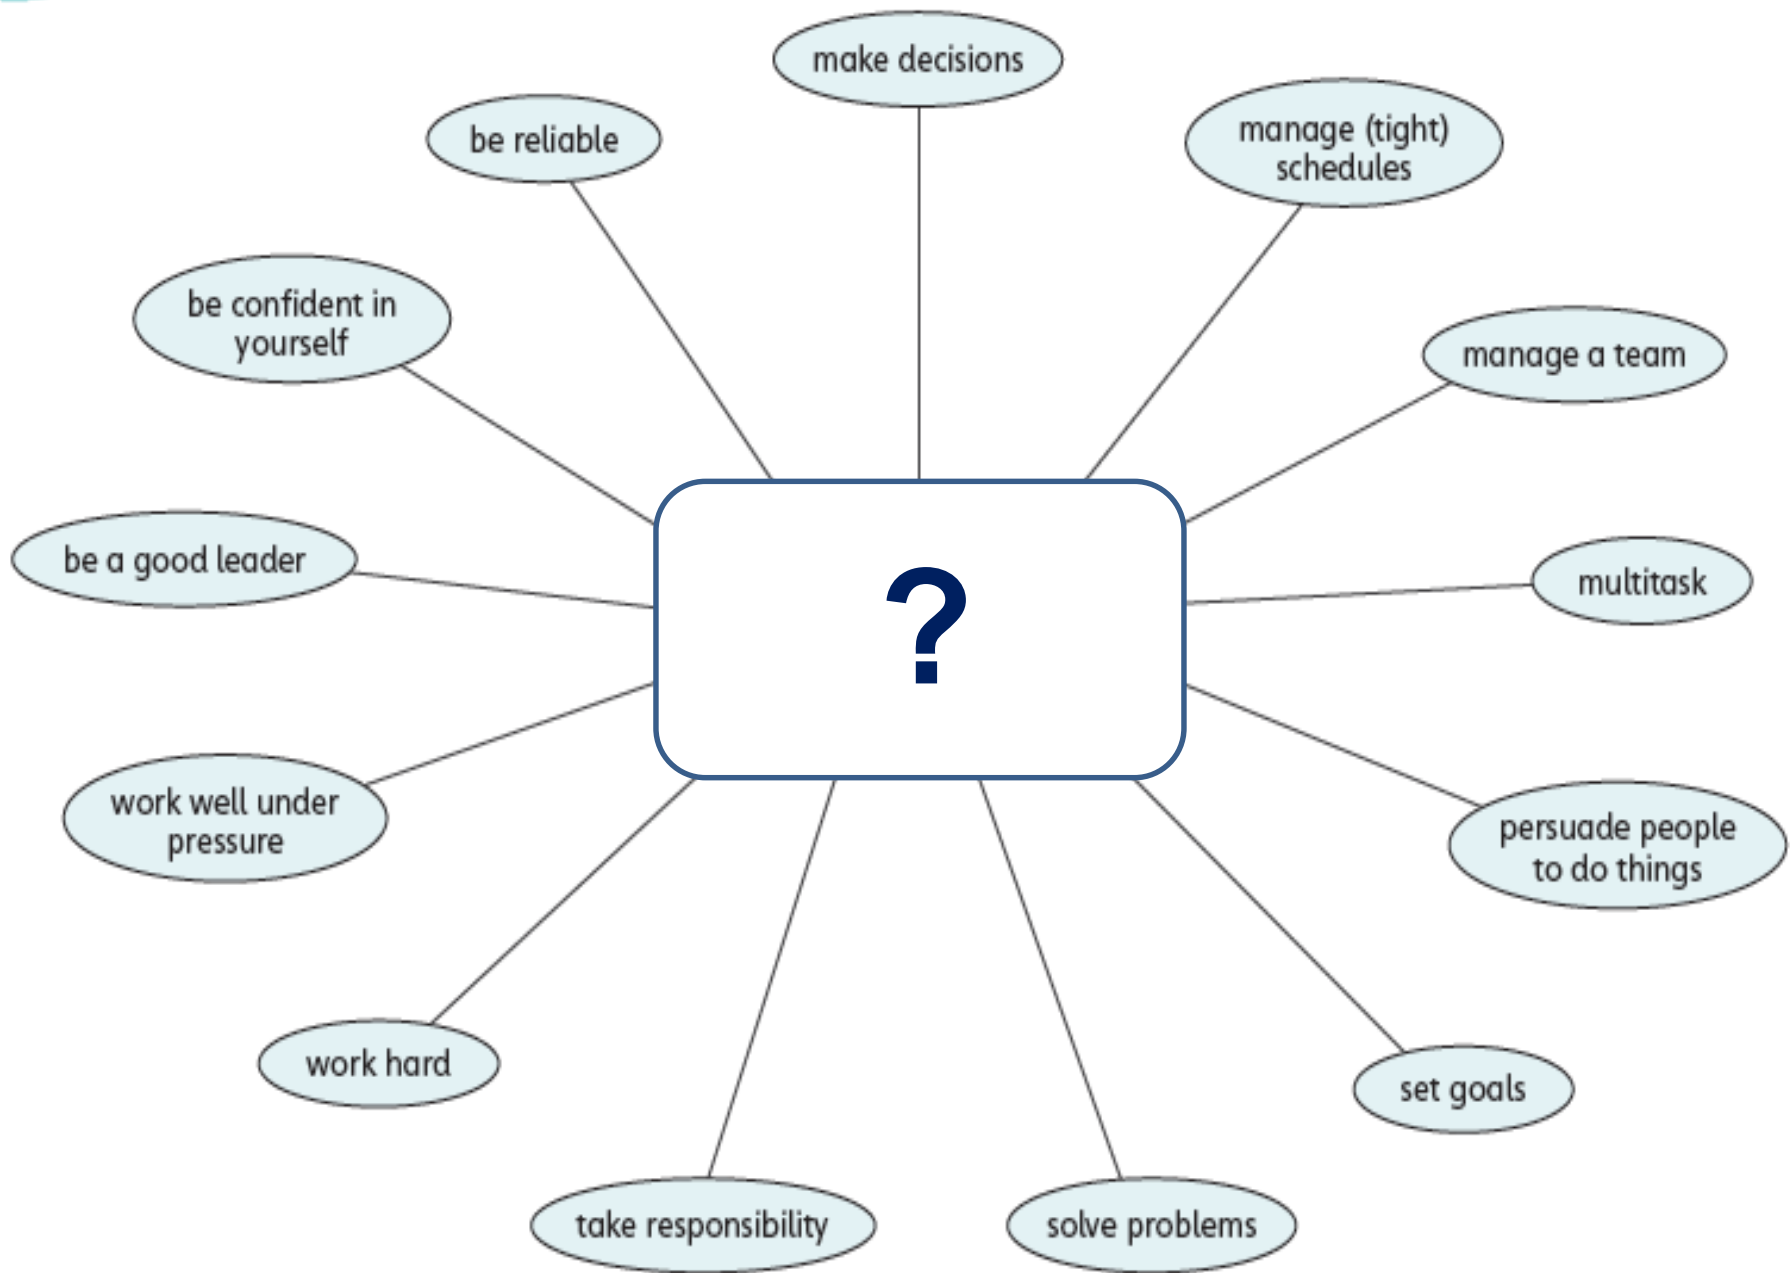 make decisions
be reliable
manage (tight)
schedules
be confident in
yourself
manage a team
be a good leader
multitask
?
work well under
pressure
persuade people
to do things
work hard
set goals
take responsibility
solve problems